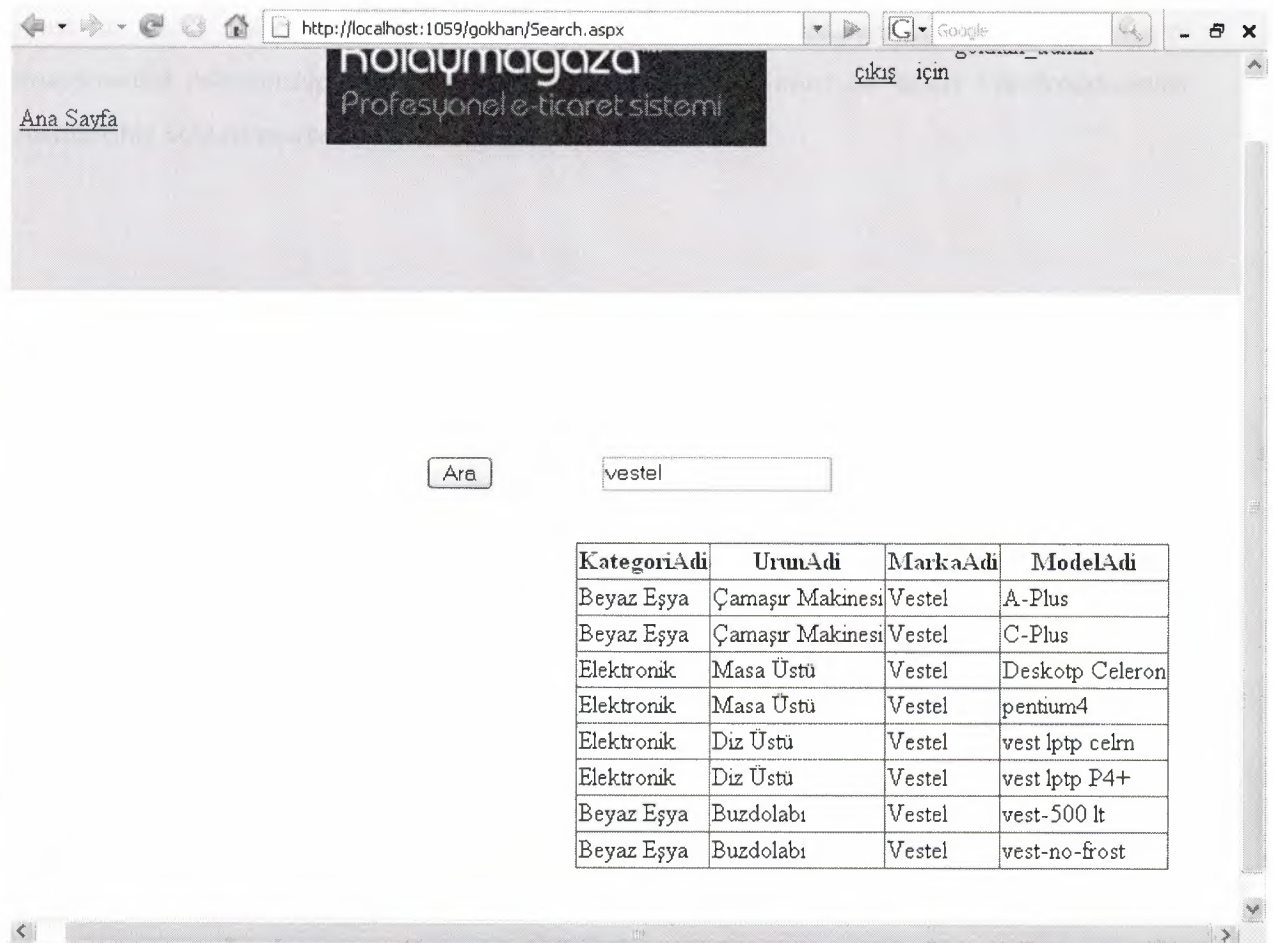 http://localhost:1059/gokhan/Search.aspx
Google
kolaymagaza
çıkış için
Profesyonel e-ticaret sistemi
Ana Sayfa
Ara
vestel
KategoriAdi UrunAdi MarkaAdi ModelAdi
Beyaz Eşya Çamaşır Makinesi Vestel A-Plus
Beyaz Eşya Çamaşır Makinesi Vestel C-Plus
Elektronik Masa Üstü Vestel Deskotp Celeron
Elektronik Masa Üstü Vestel pentium4
Elektronik Diz Üstü Vestel vest lptp celrn
Elektronik Diz Üstü Vestel vest lptp P4+
Beyaz Eşya Buzdolabı Vestel vest-500 lt
Beyaz Eşya Buzdolabı Vestel vest-no-frost